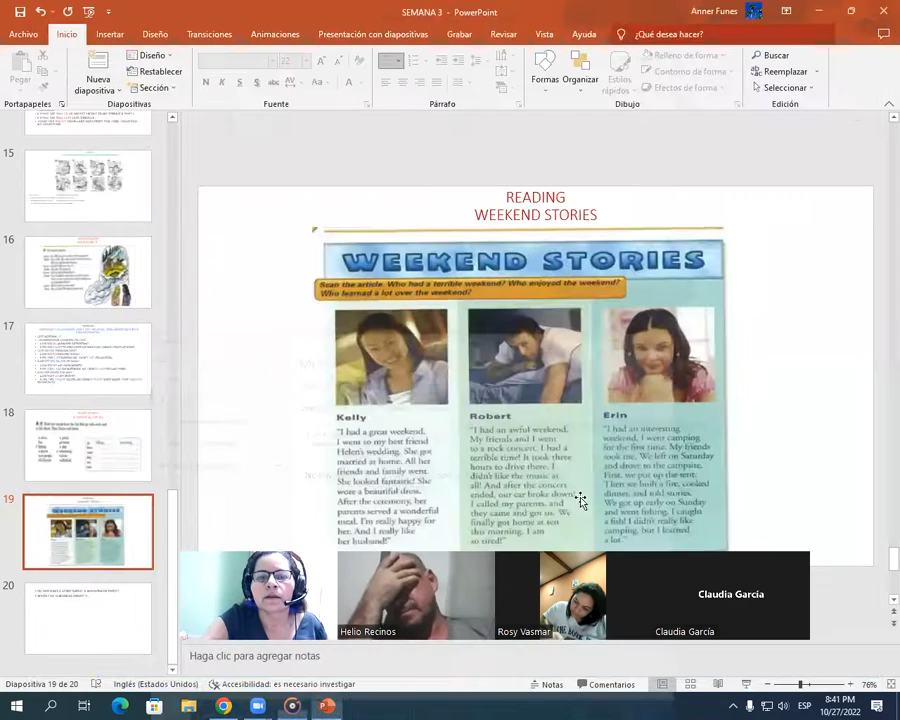 SEMANA 3 - PowerPoint
Anner Funes
Archivo Inicio Insertar Diseño Transiciones Animaciones Presentación con diapositivas Grabar Revisar Vista Ayuda ¿Qué desea hacer?
Pegar
Nueva diapositiva
Diseño
Restablecer
Sección
N K S
Aa A
Formas
Organizar
Estilos rápidos
Relleno de forma
Contorno de forma
Efectos de forma
Buscar
Reemplazar
Seleccionar
Portapapeles Diapositivas Fuente Párrafo Dibujo Edición
15
16
17
18
19
20
READING
WEEKEND STORIES
WEEKEND STORIES
Scan the article. Who had a terrible weekend? Who enjoyed the weekend?
Who learned a lot over the weekend?
Kelly
"I had a great weekend.
I went to my best friend
Helen's wedding. She got
married at home. All her
friends and family went.
She looked fantastic! She
wore a beautiful dress.
After the ceremony, her
parents served a wonderful
meal. I'm really happy for
her. And I really like
her husband!"
Robert
"I had an awful weekend.
My friends and I went
to a rock concert. I had a
terrible time! It took three
hours to drive there. I
didn't like the music at
all! And after the concert
ended, our car broke down!
I called my parents, and
they came and got us. We
finally got home at ten
this morning. I am
so tired!"
Erin
"I had an interesting
weekend. I went camping
for the first time. My friends
took me. We left on Saturday
and drove to the campsite.
First, we put up the tent.
Then we built a fire, cooked
dinner, and told stories.
We got up early on Sunday
and went fishing. I caught
a fish! I didn't really like
camping, but I learned
a lot."
Helio Recinos
Rosy Vasmar
Claudia Garcia
Claudia García
Haga clic para agregar notas
Diapositiva 19 de 20
Inglés (Estados Unidos)
Accesibilidad: es necesario investigar
Notas
Comentarios
76%
ESP
8:41 PM
10/27/2022